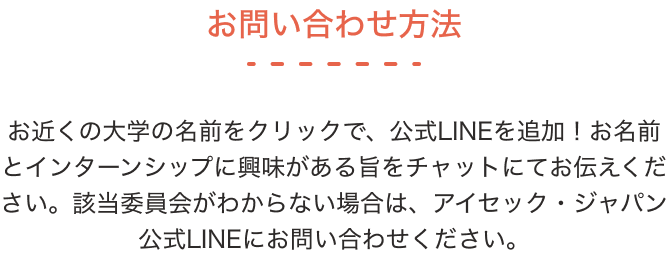 お問い合わせ方法
お近くの大学の名前をクリックで、公式LINEを追加！お名前
とインターンシップに興味がある旨をチャットにてお伝えくだ
さい。該当委員会がわからない場合は、アイセック・ジャパン
公式LINEにお問い合わせください。